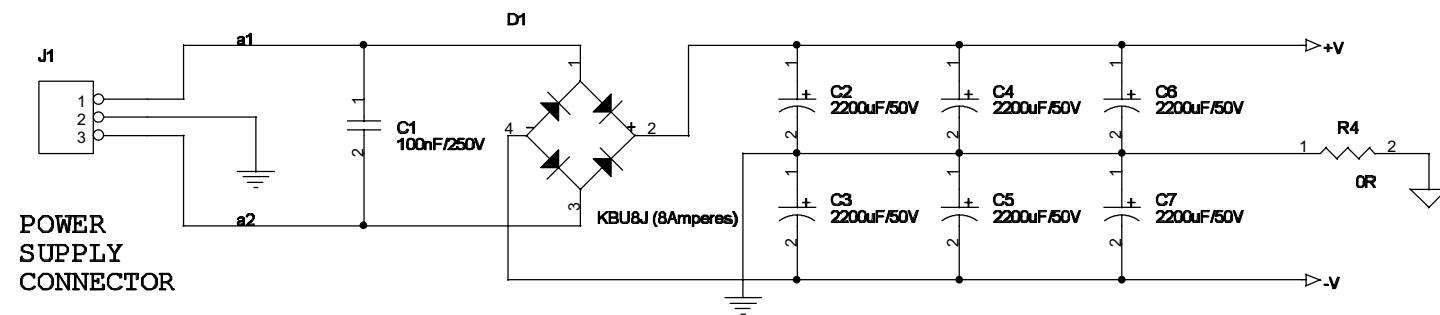 D1
J1
a1
+V
1
1
1
1
1
C2
2200uF/50V
C4
2200uF/50V
C6
2200uF/50V
1
2
3
1
2
C1
100nF/250V
4
-
+
2
+
+
+
2
2
2
R4
1
2
0R
1
1
1
3
KBU8J (8Amperes)
C3
2200uF/50V
C5
2200uF/50V
C7
2200uF/50V
+
+
+
a2
2
2
2
POWER
SUPPLY
CONNECTOR
-V